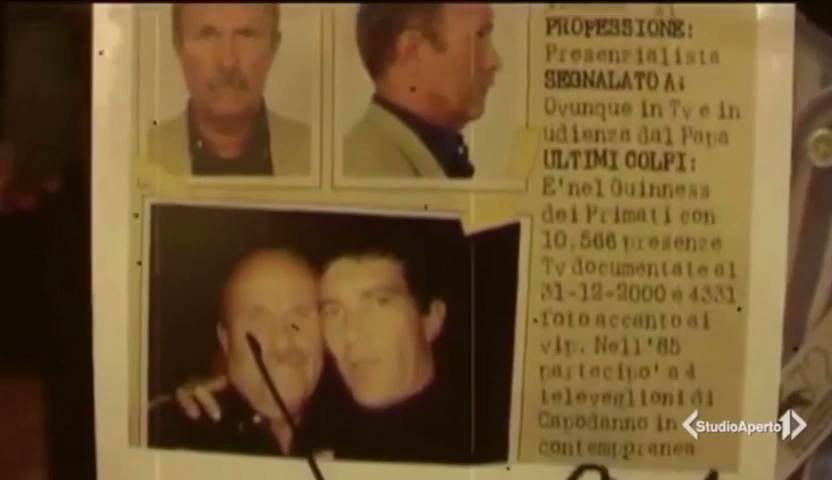 PROFESSIONE:
Presenzialista
SEGNALATO A:
Ovunque in Tv e in
udienza dal Papa
ULTIMI COLPI:
E' nel Guinness
dei Primati con
10.566 presenze
Tv documentate al
31-12-2000 e 4331
foto accanto ai
vip. Nell'85
partecipo' a 4
televeglioni di
Capodanno in
contemporanea
StudioAperto1